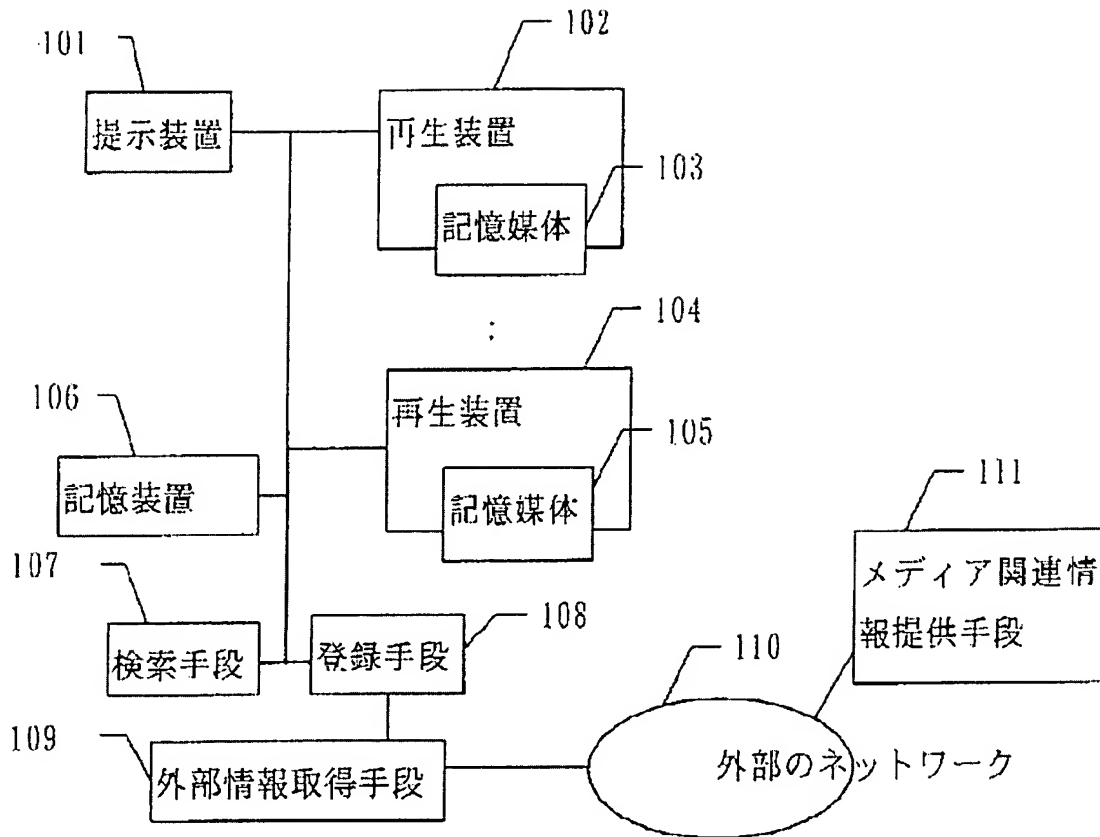 101
102
提示装置
再生装置
103
記憶媒体
104
106
再生装置
105
記憶装置
記憶媒体
111
107
メディア関連情
報提供手段
108
検索手段
登録手段
110
109
外部情報取得手段
外部のネットワーク